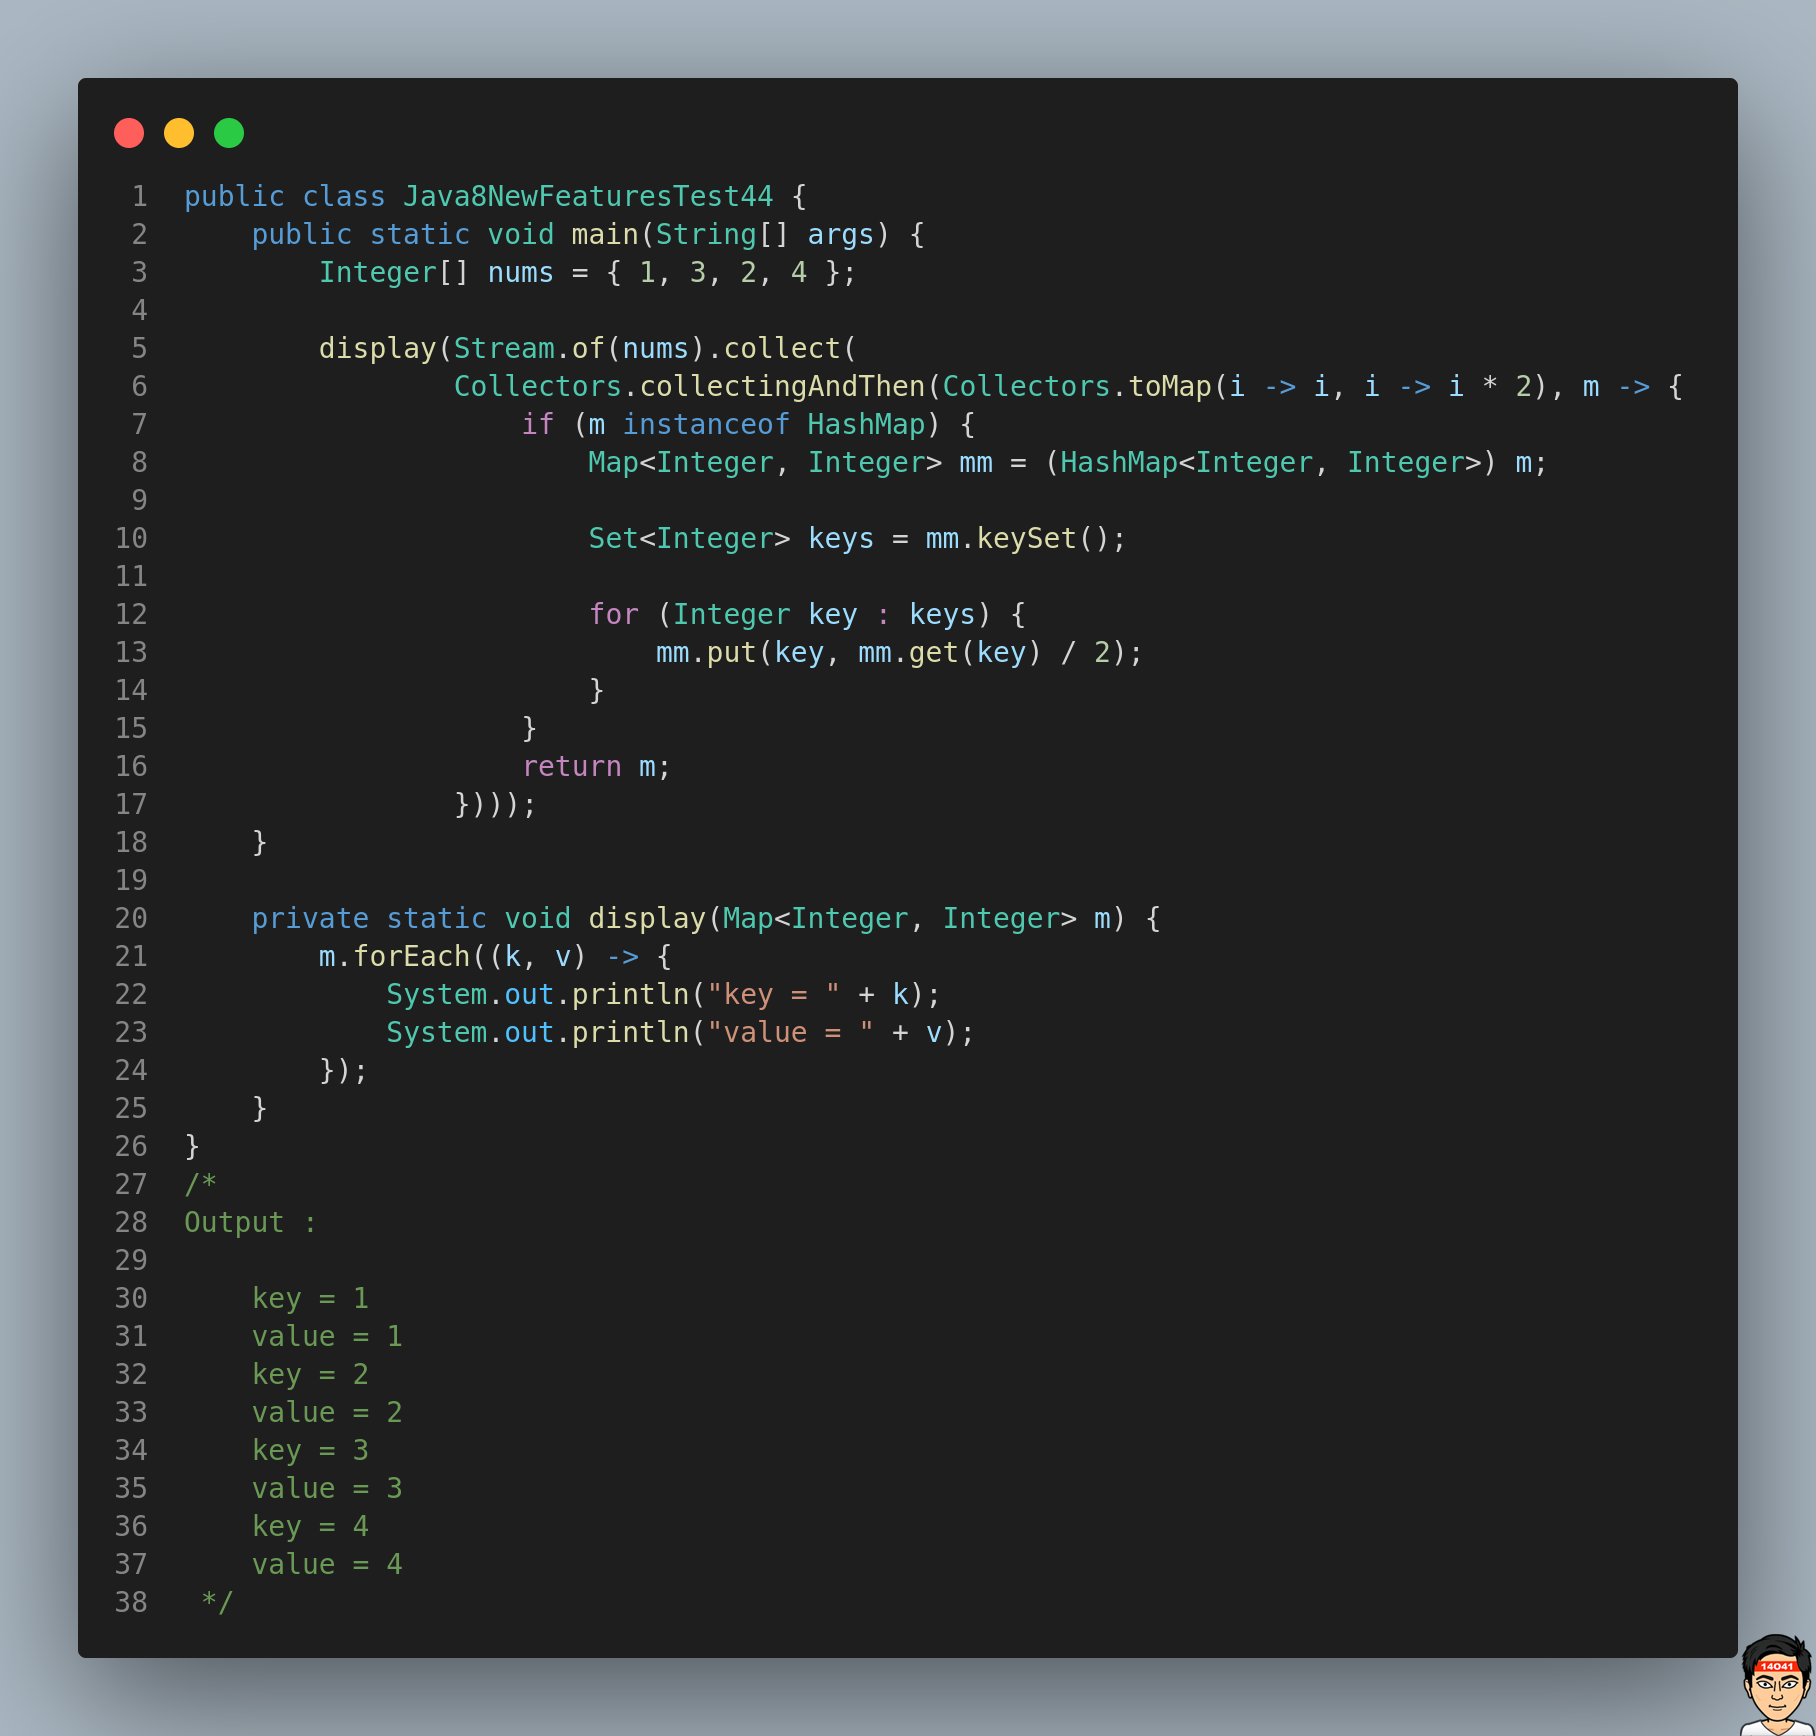 1 public class Java8NewFeaturesTest44 {
2     public static void main(String[] args) {
3         Integer[] nums = { 1, 3, 2, 4 };
4
5         display(Stream.of(nums).collect(
6                 Collectors.collectingAndThen(Collectors.toMap(i -> i, i -> i * 2), m -> {
7                     if (m instanceof HashMap) {
8                         Map<Integer, Integer> mm = (HashMap<Integer, Integer>) m;
9
10                         Set<Integer> keys = mm.keySet();
11
12                         for (Integer key : keys) {
13                             mm.put(key, mm.get(key) / 2);
14                         }
15                     }
16                     return m;
17                 })));
18     }
19
20     private static void display(Map<Integer, Integer> m) {
21         m.forEach((k, v) -> {
22             System.out.println("key = " + k);
23             System.out.println("value = " + v);
24         });
25     }
26 }
27 /*
28 Output :
29
30     key = 1
31     value = 1
32     key = 2
33     value = 2
34     key = 3
35     value = 3
36     key = 4
37     value = 4
38  */
14041